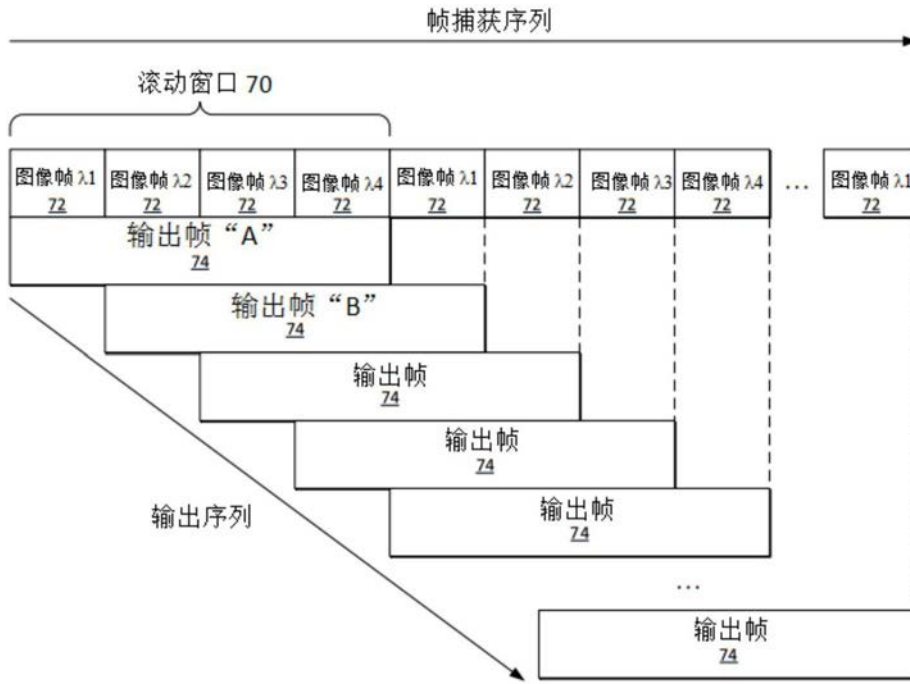 帧捕获序列
滚动窗口 70
图像帧 λ1 图像帧 λ2 图像帧 λ3 图像帧 λ4 图像帧 λ1 图像帧 λ2 图像帧 λ3 图像帧 λ4 … 图像帧 λ1
72 72 72 72 72 72 72 72 72
输出帧“A”
74
输出帧“B”
74
输出帧
74
输出帧
74
输出序列
输出帧
74
…
输出帧
74